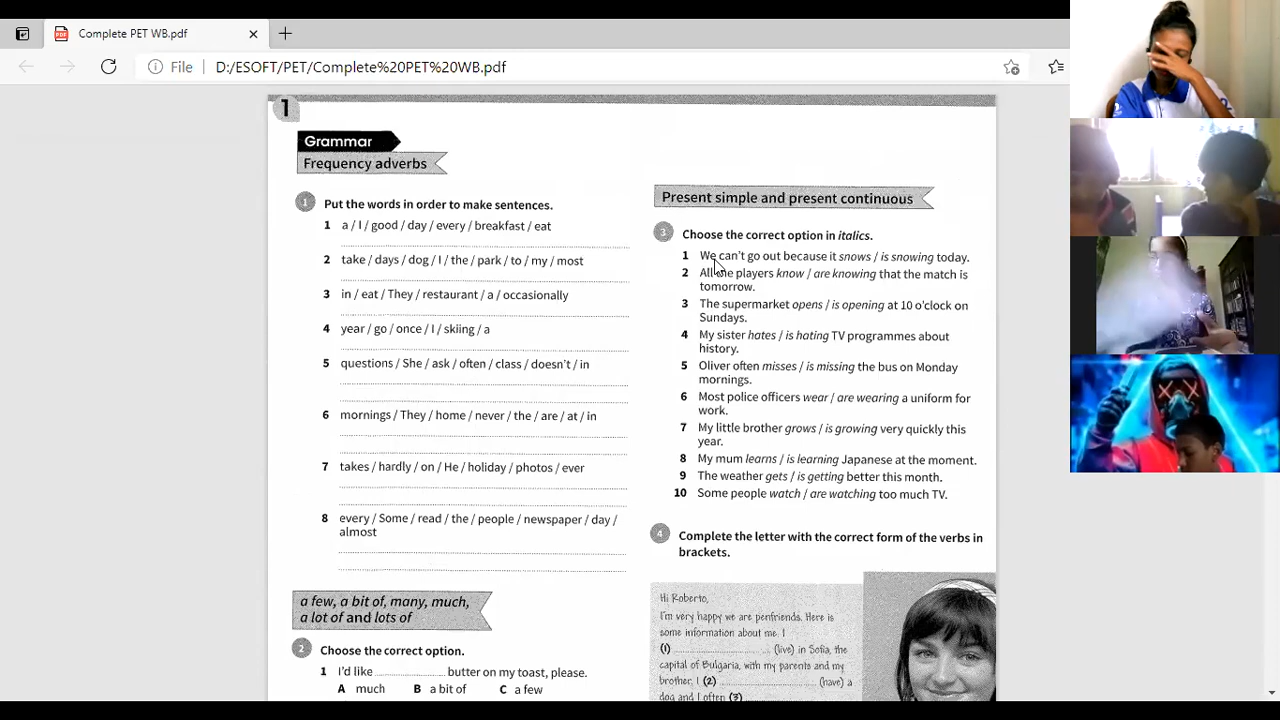 Complete PET WB.pdf
File
D:/ESOFT/PET/Complete%20PET%20WB.pdf
1
Grammar
Frequency adverbs
1 Put the words in order to make sentences.
1 a / I / good / day / every / breakfast / eat
2 take / days / dog / I / the / park / to / my / most
3 in / eat / They / restaurant / a / occasionally
4 year / go / once / I / skiing / a
5 questions / She / ask / often / class / doesn't / in
6 mornings / They / home / never / the / are / at / in
7 takes / hardly / on / He / holiday / photos / ever
8 every / Some / read / the / people / newspaper / day /
almost
a few, a bit of, many, much,
a lot of and lots of
2 Choose the correct option.
1 I'd like .......... butter on my toast, please.
A much B a bit of C a few
Present simple and present continuous
3 Choose the correct option in italics.
1 We can't go out because it snows / is snowing today.
2 All the players know / are knowing that the match is
tomorrow.
3 The supermarket opens / is opening at 10 o'clock on
Sundays.
4 My sister hates / is hating TV programmes about
history.
5 Oliver often misses / is missing the bus on Monday
mornings.
6 Most police officers wear / are wearing a uniform for
work.
7 My little brother grows / is growing very quickly this
year.
8 My mum learns / is learning Japanese at the moment.
9 The weather gets / is getting better this month.
10 Some people watch / are watching too much TV.
4 Complete the letter with the correct form of the verbs in
brackets.
Hi Roberto,
I'm very happy we are penfriends. Here is
some information about me. I
(1) .......... (live) in Sofia, the
capital of Bulgaria, with my parents and my
brother. I (2) .......... (have) a
dog and I often (3) ..........